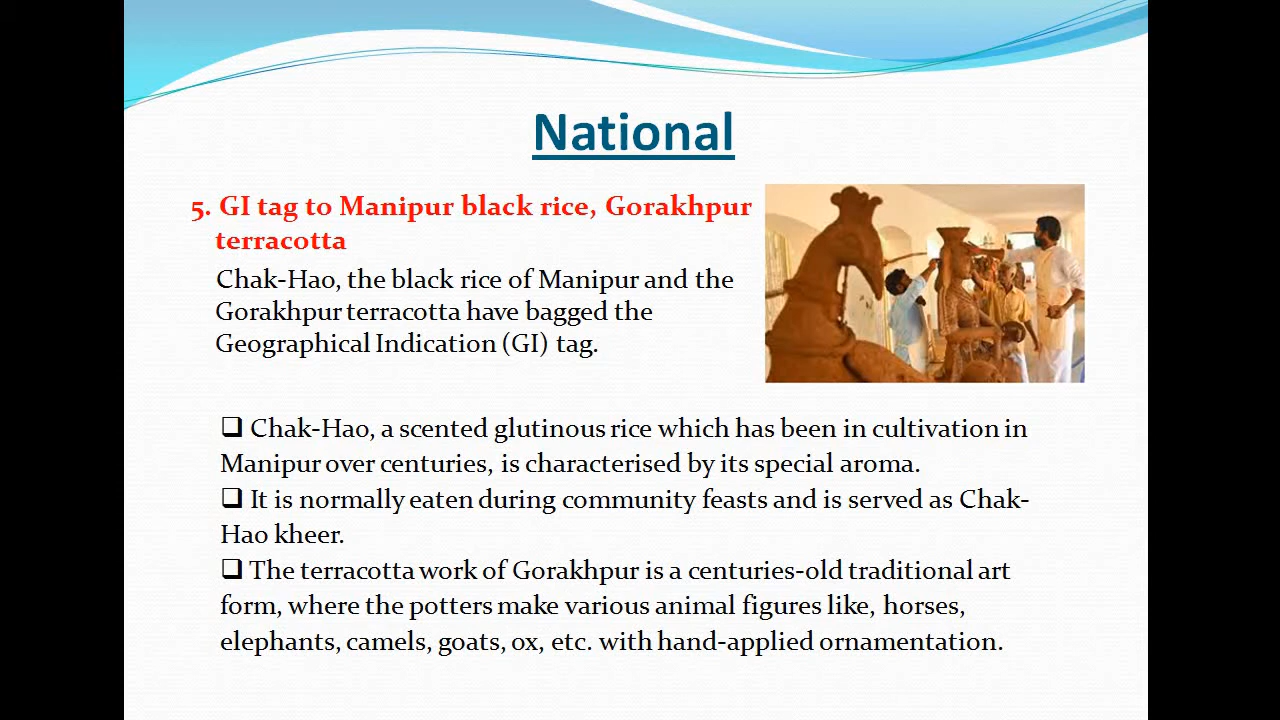 National
5. GI tag to Manipur black rice, Gorakhpur
terracotta
Chak-Hao, the black rice of Manipur and the
Gorakhpur terracotta have bagged the
Geographical Indication (GI) tag.
❑ Chak-Hao, a scented glutinous rice which has been in cultivation in
Manipur over centuries, is characterised by its special aroma.
❑ It is normally eaten during community feasts and is served as Chak-
Hao kheer.
❑ The terracotta work of Gorakhpur is a centuries-old traditional art
form, where the potters make various animal figures like, horses,
elephants, camels, goats, ox, etc. with hand-applied ornamentation.